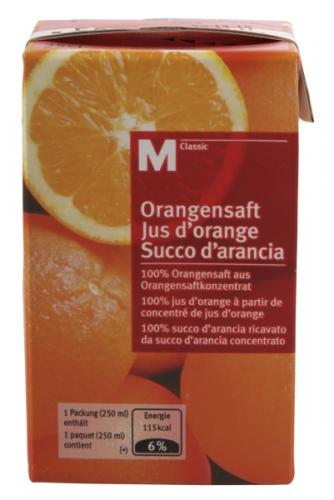 M Classic
Orangensaft
Jus d'orange
Succo d'arancia
100% Orangensaft aus
Orangensaftkonzentrat
100% jus d'orange à partir de
concentré de jus d'orange
100% succo d'arancia ricavato
da succo d'arancia concentrato
1 Packung (250 ml)
enthält
1 paquet (250 ml)
contient (•)
Energie
115 kcal
6%